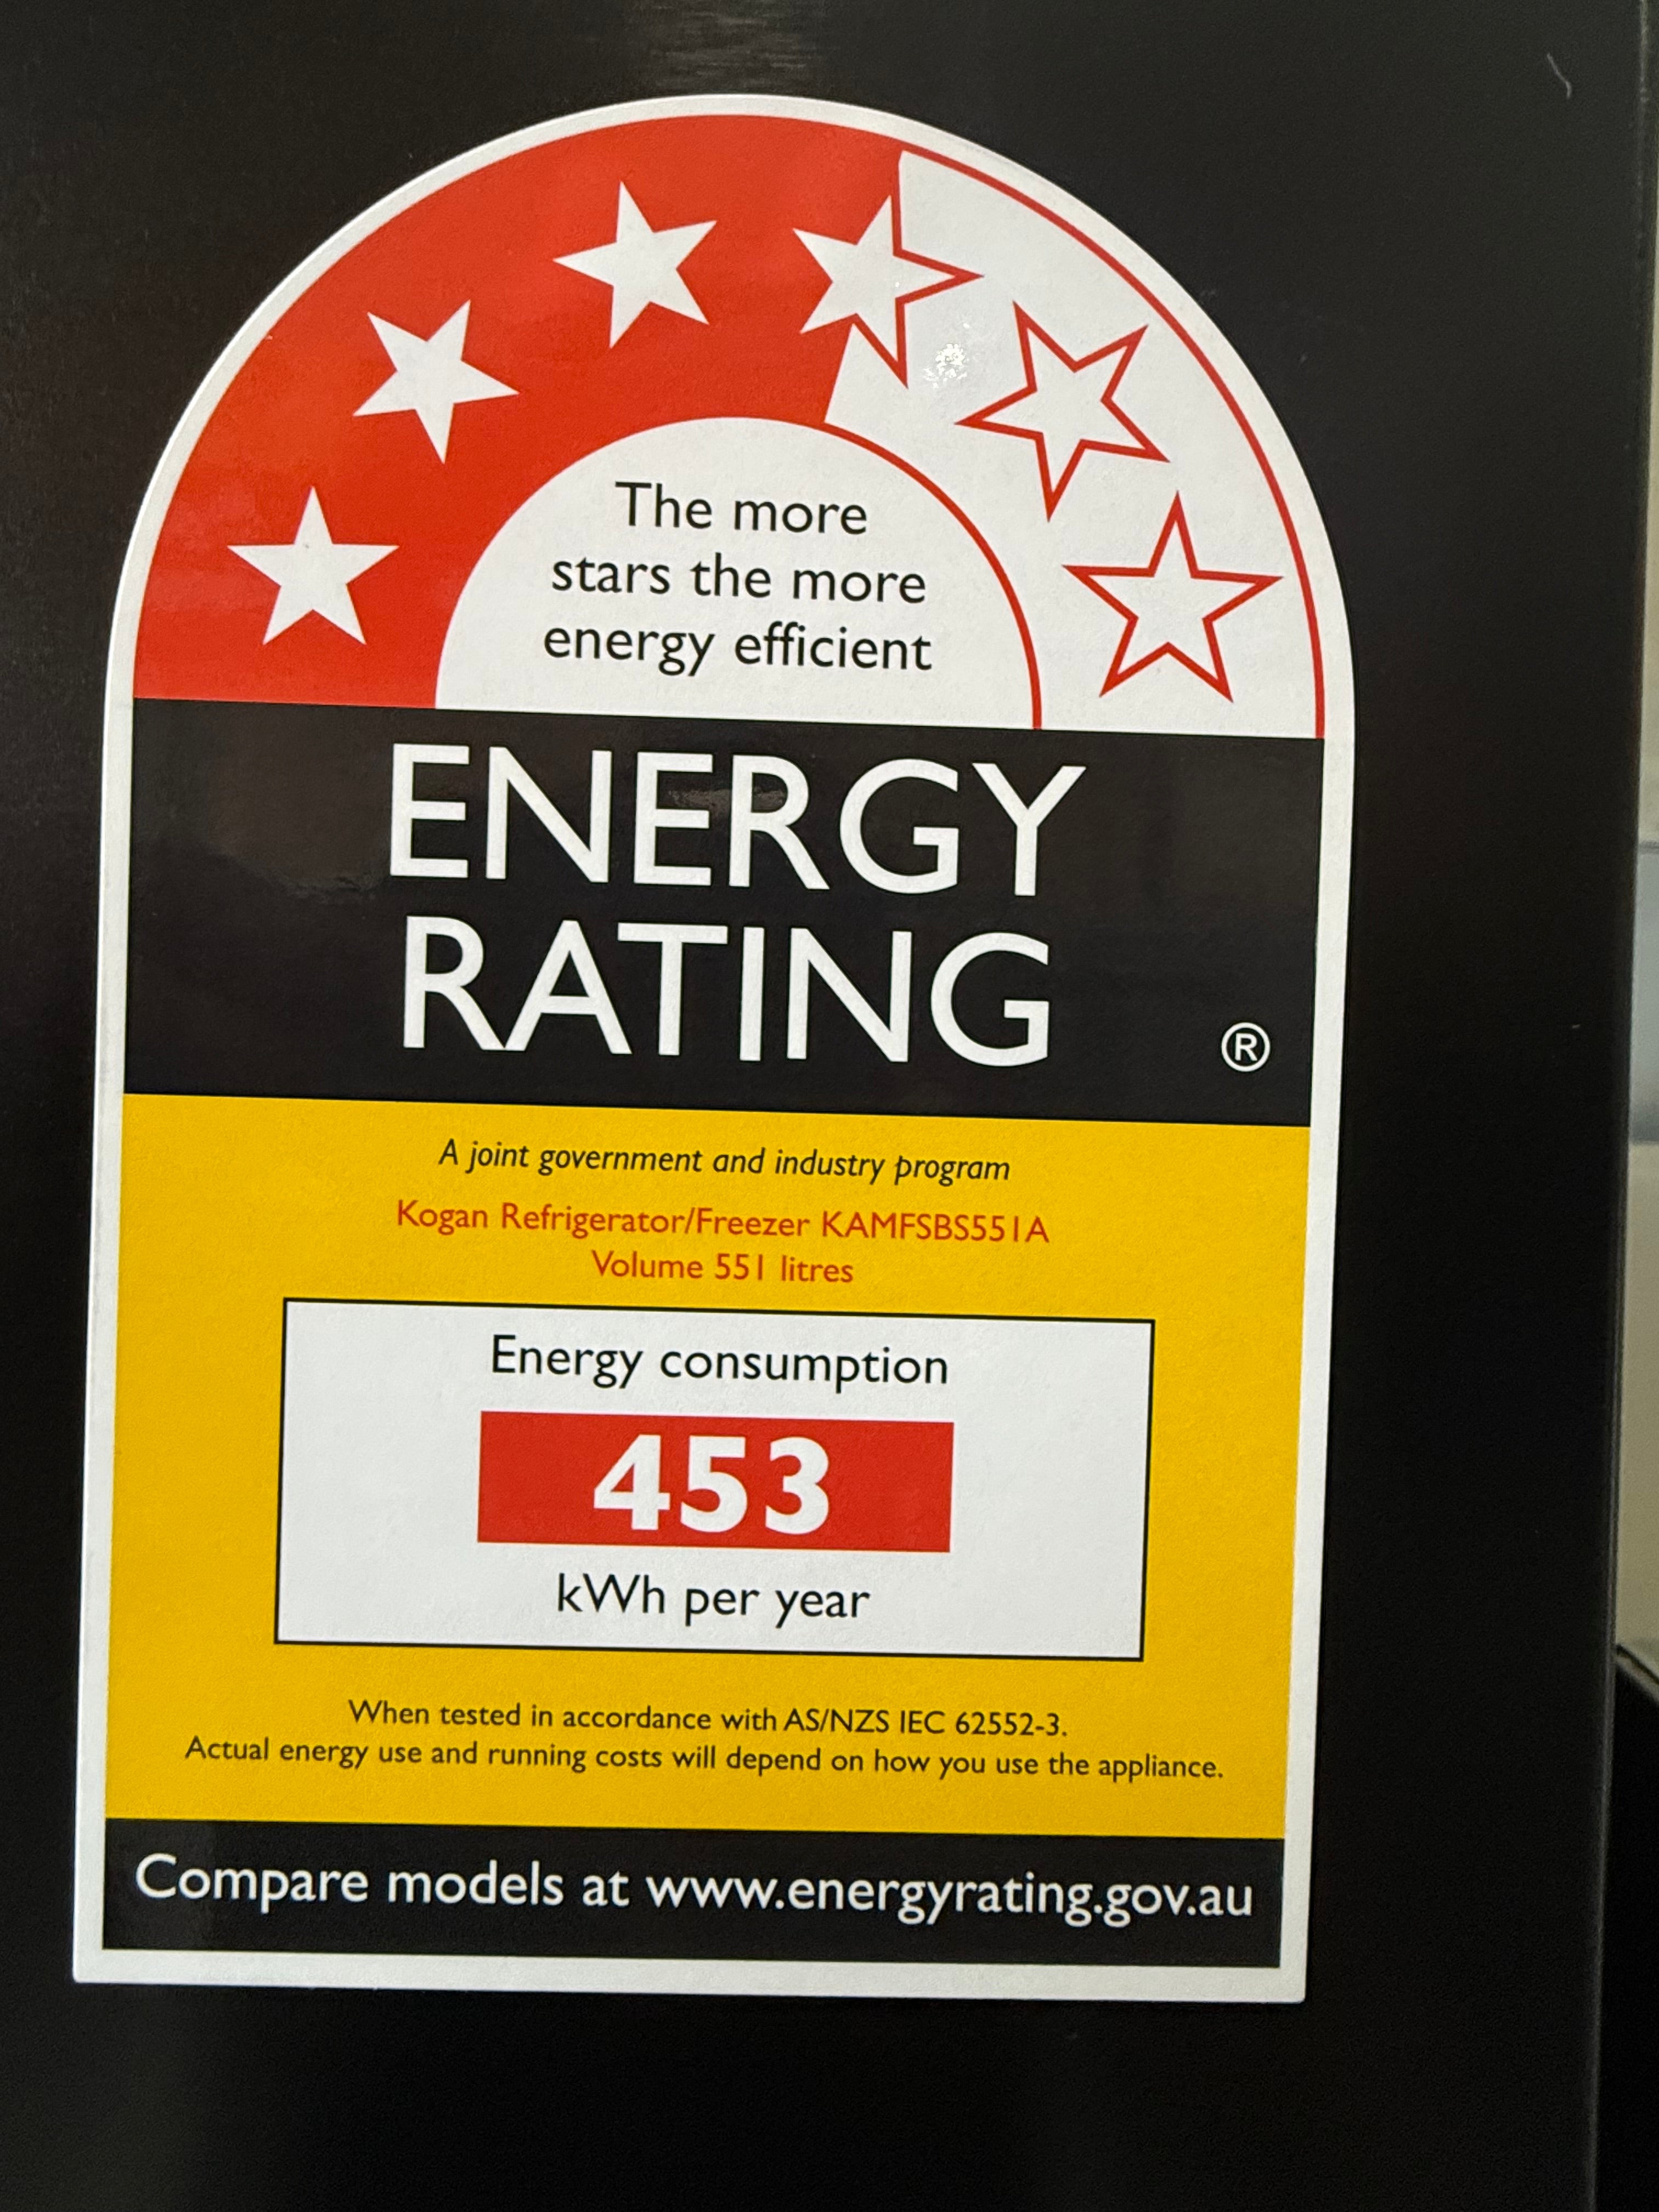 The more
stars the more
energy efficient
ENERGY
RATING
®
A joint government and industry program
Kogan Refrigerator/Freezer KAMFSBS551A
Volume 551 litres
Energy consumption
453
kWh per year
When tested in accordance with AS/NZS IEC 62552-3.
Actual energy use and running costs will depend on how you use the appliance.
Compare models at www.energyrating.gov.au